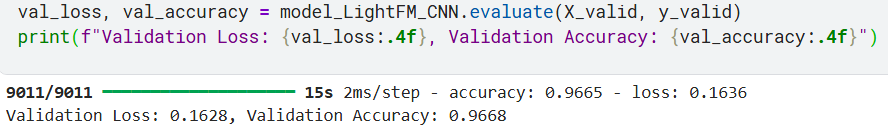 val_loss, val_accuracy = model_LightFM_CNN.evaluate(X_valid, y_valid)
print(f"Validation Loss: {val_loss:.4f}, Validation Accuracy: {val_accuracy:.4f}")
9011/9011 ━━━━━━━━━━━━━━━━━━━━ 15s 2ms/step - accuracy: 0.9665 - loss: 0.1636
Validation Loss: 0.1628, Validation Accuracy: 0.9668